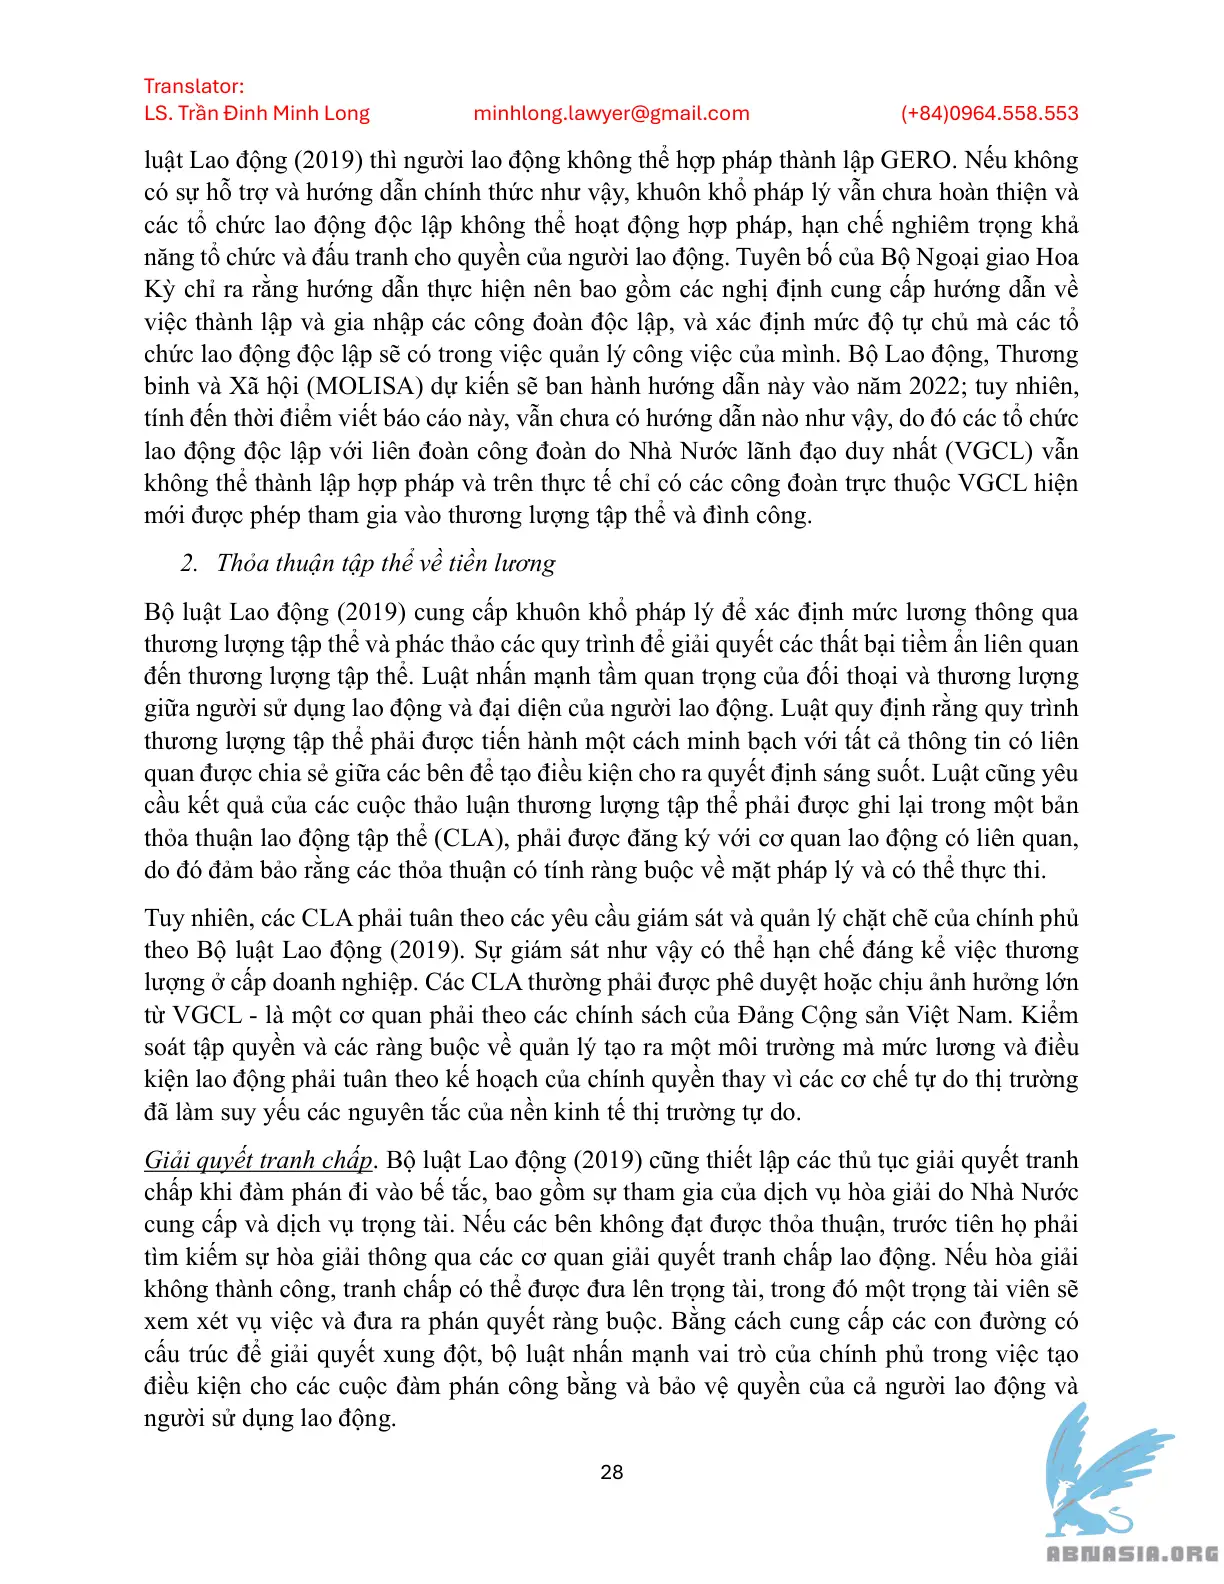 Translator:
LS. Trần Đinh Minh Long minhlong.lawyer@gmail.com (+84)0964.558.553
luật Lao động (2019) thì người lao động không thể hợp pháp thành lập GERO. Nếu không
có sự hỗ trợ và hướng dẫn chính thức như vậy, khuôn khổ pháp lý vẫn chưa hoàn thiện và
các tổ chức lao động độc lập không thể hoạt động hợp pháp, hạn chế nghiêm trọng khả
năng tổ chức và đấu tranh cho quyền của người lao động. Tuyên bố của Bộ Ngoại giao Hoa
Kỳ chỉ ra rằng hướng dẫn thực hiện nên bao gồm các nghị định cung cấp hướng dẫn về
việc thành lập và gia nhập các công đoàn độc lập, và xác định mức độ tự chủ mà các tổ
chức lao động độc lập sẽ có trong việc quản lý công việc của mình. Bộ Lao động, Thương
binh và Xã hội (MOLISA) dự kiến sẽ ban hành hướng dẫn này vào năm 2022; tuy nhiên,
tính đến thời điểm viết báo cáo này, vẫn chưa có hướng dẫn nào như vậy, do đó các tổ chức
lao động độc lập với liên đoàn công đoàn do Nhà Nước lãnh đạo duy nhất (VGCL) vẫn
không thể thành lập hợp pháp và trên thực tế chỉ có các công đoàn trực thuộc VGCL hiện
mới được phép tham gia vào thương lượng tập thể và đình công.
2. Thỏa thuận tập thể về tiền lương
Bộ luật Lao động (2019) cung cấp khuôn khổ pháp lý để xác định mức lương thông qua
thương lượng tập thể và phác thảo các quy trình để giải quyết các thất bại tiềm ẩn liên quan
đến thương lượng tập thể. Luật nhấn mạnh tầm quan trọng của đối thoại và thương lượng
giữa người sử dụng lao động và đại diện của người lao động. Luật quy định rằng quy trình
thương lượng tập thể phải được tiến hành một cách minh bạch với tất cả thông tin có liên
quan được chia sẻ giữa các bên để tạo điều kiện cho ra quyết định sáng suốt. Luật cũng yêu
cầu kết quả của các cuộc thảo luận thương lượng tập thể phải được ghi lại trong một bản
thỏa thuận lao động tập thể (CLA), phải được đăng ký với cơ quan lao động có liên quan,
do đó đảm bảo rằng các thỏa thuận có tính ràng buộc về mặt pháp lý và có thể thực thi.
Tuy nhiên, các CLA phải tuân theo các yêu cầu giám sát và quản lý chặt chẽ của chính phủ
theo Bộ luật Lao động (2019). Sự giám sát như vậy có thể hạn chế đáng kể việc thương
lượng ở cấp doanh nghiệp. Các CLA thường phải được phê duyệt hoặc chịu ảnh hưởng lớn
từ VGCL - là một cơ quan phải theo các chính sách của Đảng Cộng sản Việt Nam. Kiểm
soát tập quyền và các ràng buộc về quản lý tạo ra một môi trường mà mức lương và điều
kiện lao động phải tuân theo kế hoạch của chính quyền thay vì các cơ chế tự do thị trường
đã làm suy yếu các nguyên tắc của nền kinh tế thị trường tự do.
Giải quyết tranh chấp. Bộ luật Lao động (2019) cũng thiết lập các thủ tục giải quyết tranh
chấp khi đàm phán đi vào bế tắc, bao gồm sự tham gia của dịch vụ hòa giải do Nhà Nước
cung cấp và dịch vụ trọng tài. Nếu các bên không đạt được thỏa thuận, trước tiên họ phải
tìm kiếm sự hòa giải thông qua các cơ quan giải quyết tranh chấp lao động. Nếu hòa giải
không thành công, tranh chấp có thể được đưa lên trọng tài, trong đó một trọng tài viên sẽ
xem xét vụ việc và đưa ra phán quyết ràng buộc. Bằng cách cung cấp các con đường có
cấu trúc để giải quyết xung đột, bộ luật nhấn mạnh vai trò của chính phủ trong việc tạo
điều kiện cho các cuộc đàm phán công bằng và bảo vệ quyền của cả người lao động và
người sử dụng lao động.
28
ABNASIA.ORG